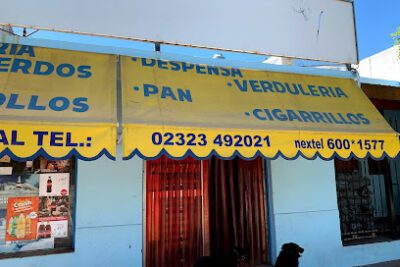 RIA
ERDOS
OLLOS
AL TEL.:
·DESPENSA
·VERDULERIA
·PAN
·CIGARRILLOS
02323 492021
nextel 600*1577